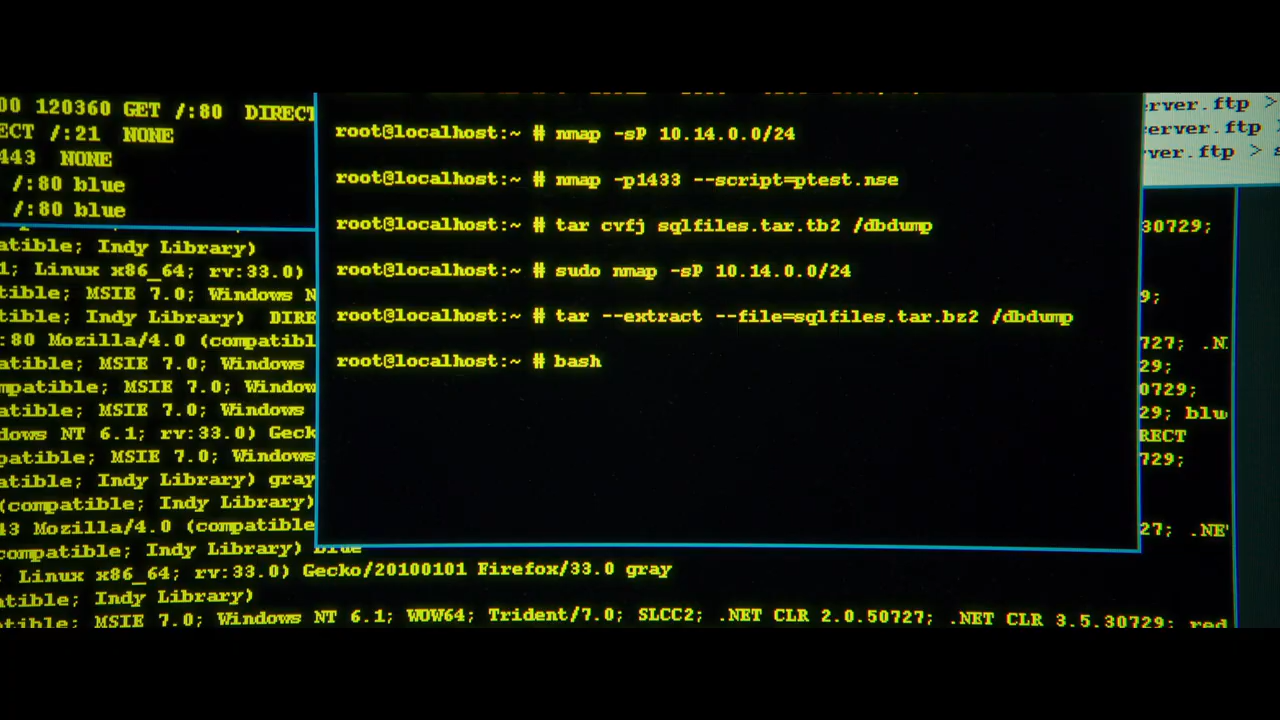 00 120360 GET /:80 DIRECT
ECT /:21 NONE
443 NONE
/:80 blue
/:80 blue
root@localhost:~ # nmap -sP 10.14.0.0/24
root@localhost:~ # nmap -p1433 --script=ptest.nse
root@localhost:~ # tar cvfj sqlfiles.tar.tb2 /dbdump
root@localhost:~ # sudo nmap -sP 10.14.0.0/24
root@localhost:~ # tar --extract --file=sqlfiles.tar.bz2 /dbdump
root@localhost:~ # bash
erver.ftp >
erver.ftp
ver.ftp > s
atible; Indy Library)
1; Linux x86_64; rv:33.0)
tible; MSIE 7.0; Windows N
tible; Indy Library) DIRE
:80 Mozilla/4.0 (compatibl
atible; MSIE 7.0; Windows
mpatible; MSIE 7.0; Window
atible; MSIE 7.0; Windows
dows NT 6.1; rv:33.0) Geck
patible; MSIE 7.0; Windows
atible; Indy Library) gray
(compatible; Indy Library)
43 Mozilla/4.0 (compatible
compatible; Indy Library) blue
; Linux x86_64; rv:33.0) Gecko/20100101 Firefox/33.0 gray
atible; Indy Library)
atible; MSIE 7.0; Windows NT 6.1; WOW64; Trident/7.0; SLCC2; .NET CLR 2.0.50727; .NET CLR 3.5.30729; red
30729;
9;
727; .N
29;
0729;
29; blu
RECT
729;
27; .NE